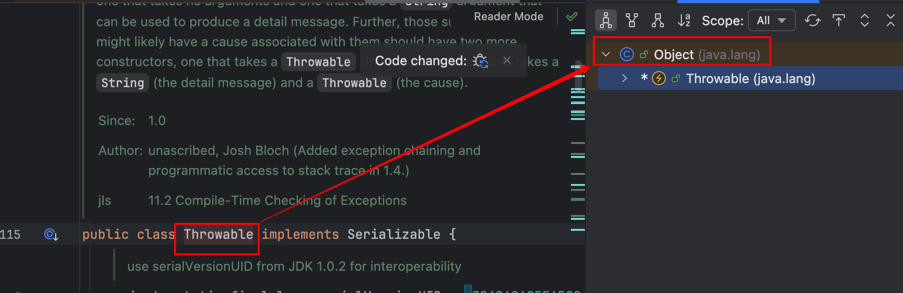 one that takes no arguments and one that takes a String argument that
can be used to produce a detail message. Further, those su
might likely have a cause associated with them should have two more
constructors, one that takes a Throwable takes a
String (the detail message) and a Throwable (the cause).
Reader Mode
Code changed:
Since: 1.0
Author: unascribed, Josh Bloch (Added exception chaining and
programmatic access to stack trace in 1.4.)
jls 11.2 Compile-Time Checking of Exceptions
115 public class Throwable implements Serializable {
use serialVersionUID from JDK 1.0.2 for interoperability
Scope: All
Object (java.lang)
* Throwable (java.lang)